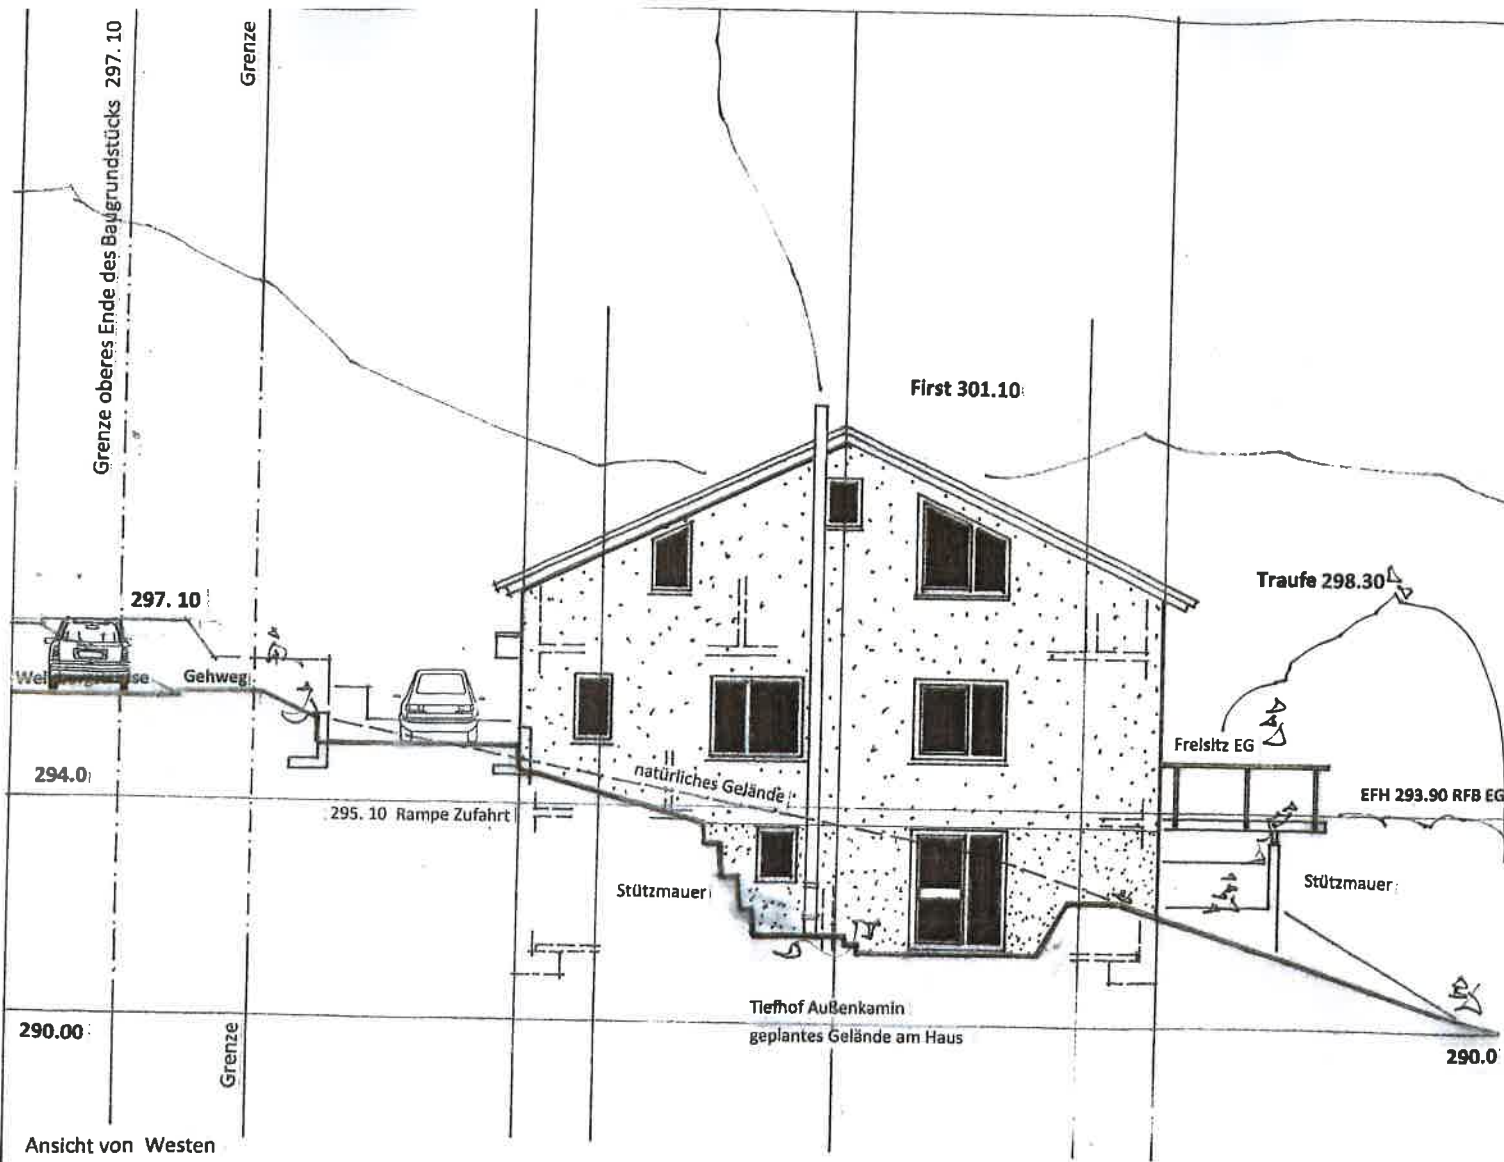 Grenze oberes Ende des Baugrundstücks 297. 10
Grenze
First 301.10
Traufe 298.30
297. 10
Gehweg
Freisitz EG
294.0
natürliches Gelände
295. 10 Rampe Zufahrt
EFH 293.90 RFB EG
Stützmauer
Stützmauer
Tiefhof Außenkamin
geplantes Gelände am Haus
290.00
290.0
Grenze
Ansicht von Westen